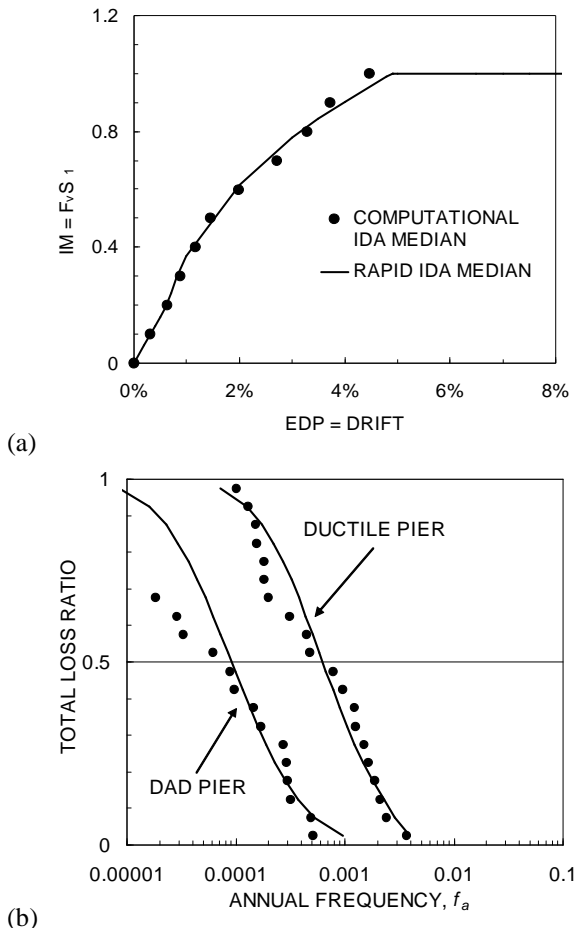 1.2
0.8
0.4
0
IM = FvS 1
COMPUTATIONAL
IDA MEDIAN
RAPID IDA MEDIAN
0% 2% 4% 6% 8%
EDP = DRIFT
(a)
1
0.5
0
TOTAL LOSS RATIO
DUCTILE PIER
DAD PIER
0.00001 0.0001 0.001 0.01 0.1
ANNUAL FREQUENCY, fa
(b)